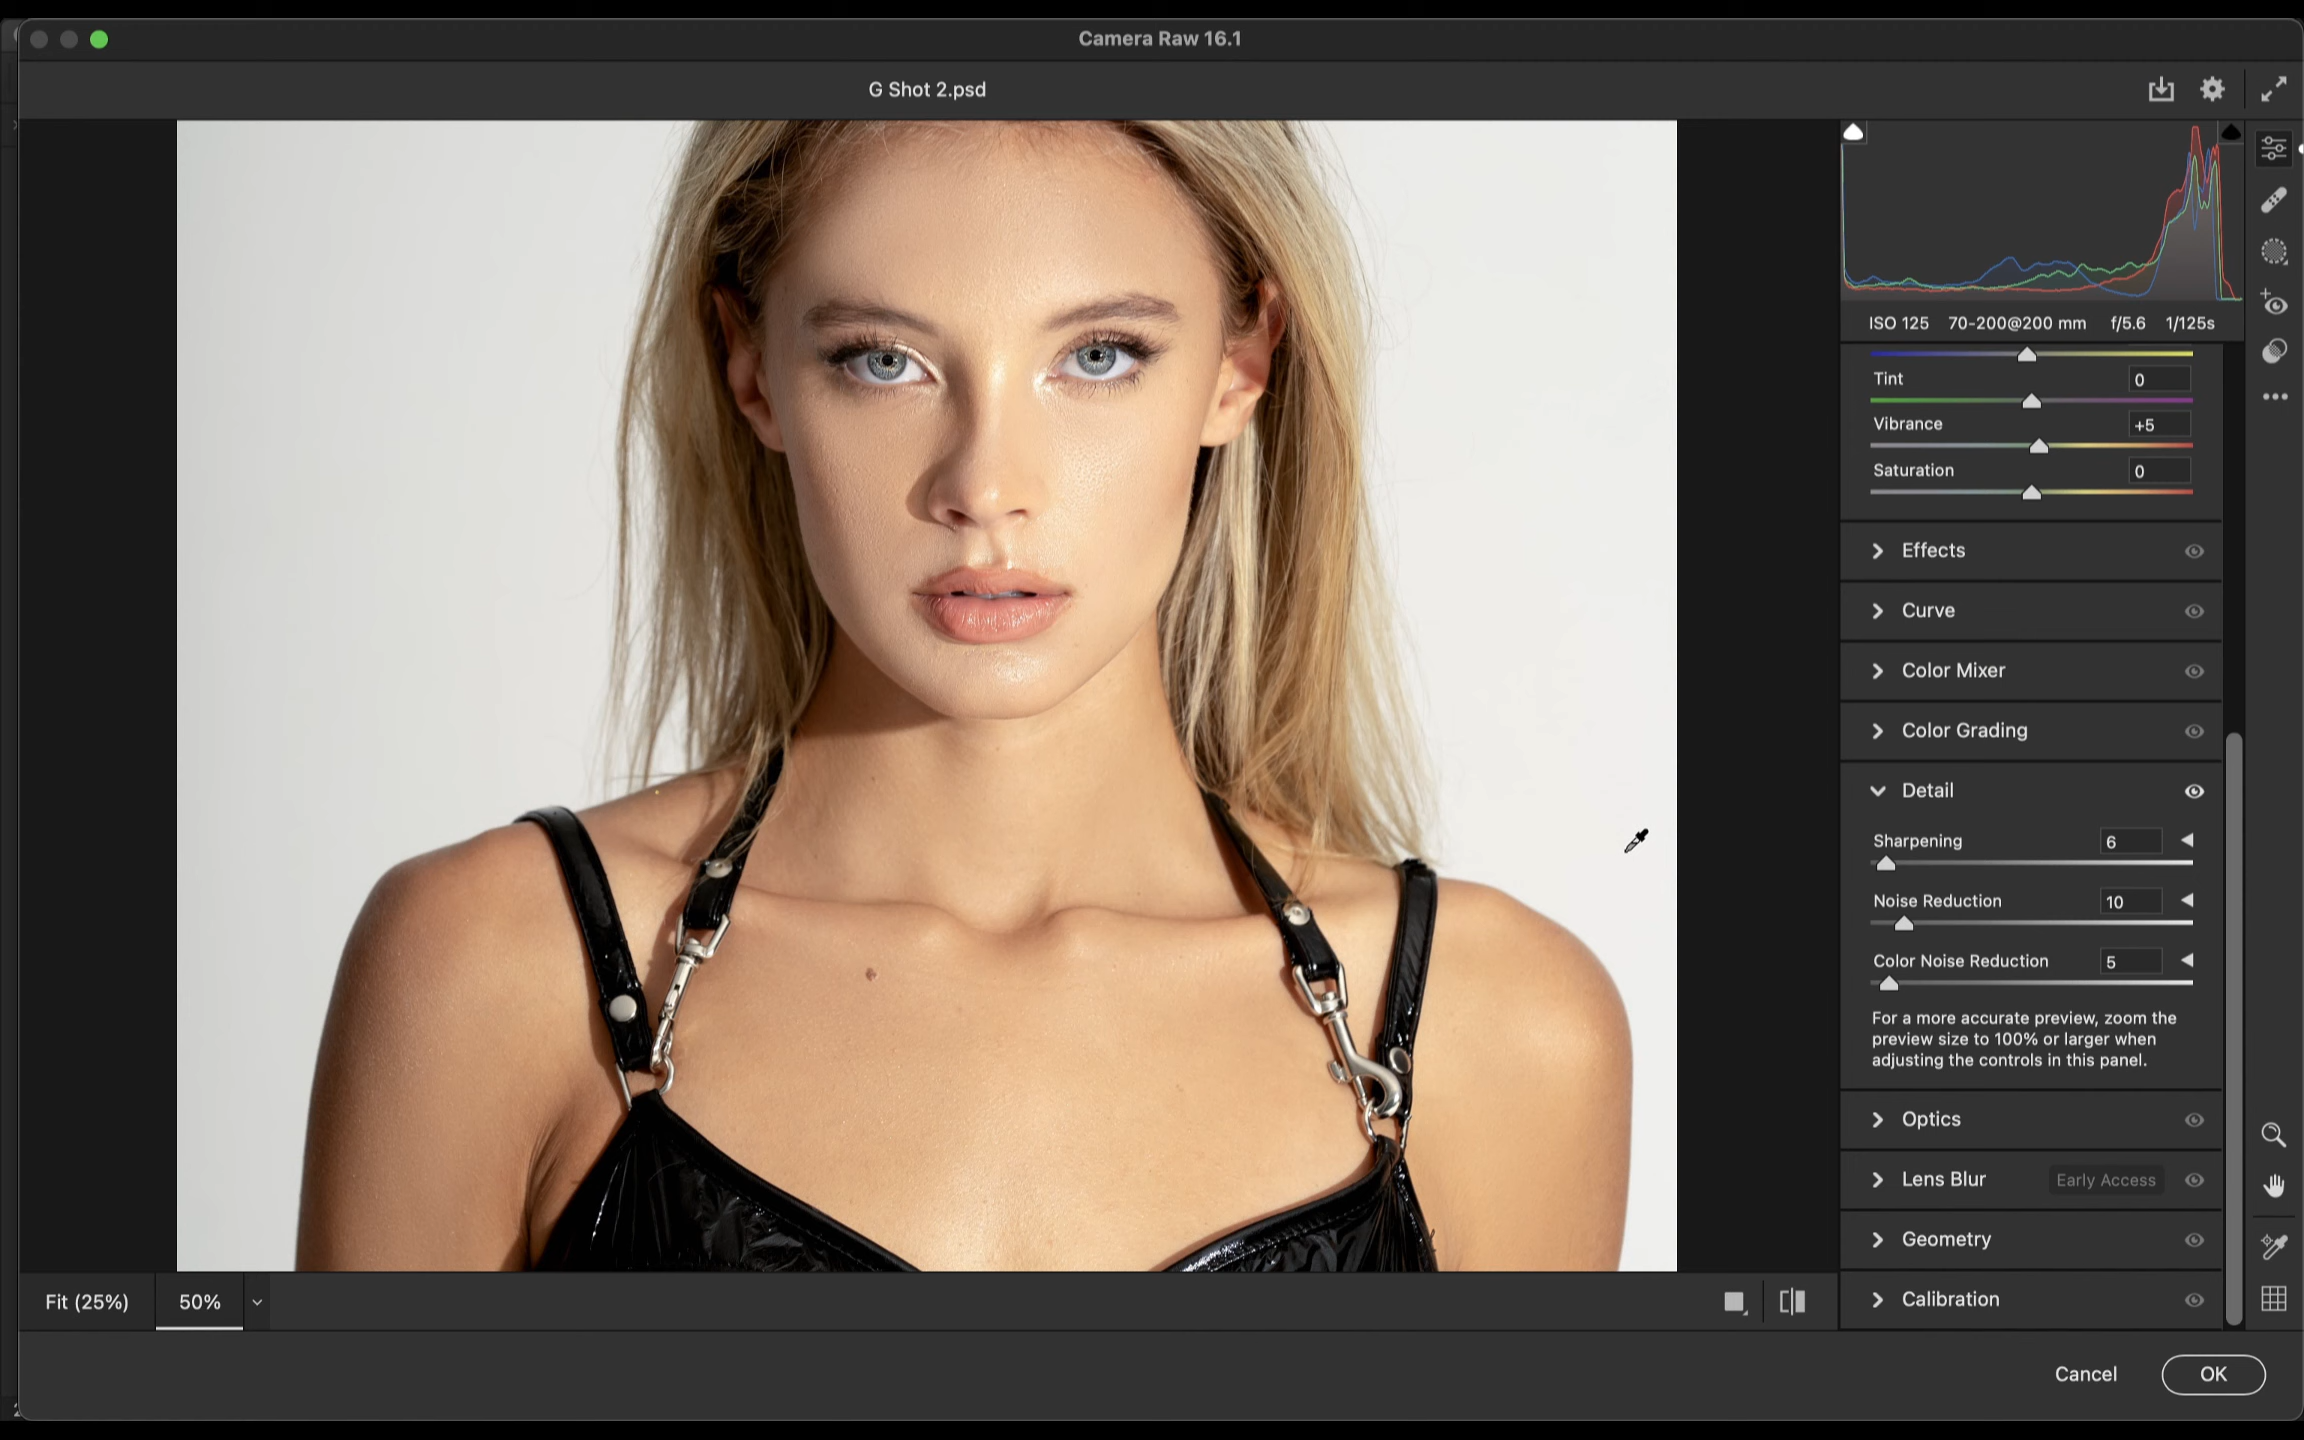 Camera Raw 16.1
G Shot 2.psd
ISO 125 70-200@200 mm f/5.6 1/125s
Tint 0
Vibrance +5
Saturation 0
Effects
Curve
Color Mixer
Color Grading
Detail
Sharpening 6
Noise Reduction 10
Color Noise Reduction 5
For a more accurate preview, zoom the
preview size to 100% or larger when
adjusting the controls in this panel.
Optics
Lens Blur Early Access
Geometry
Calibration
Fit (25%) 50%
Cancel OK